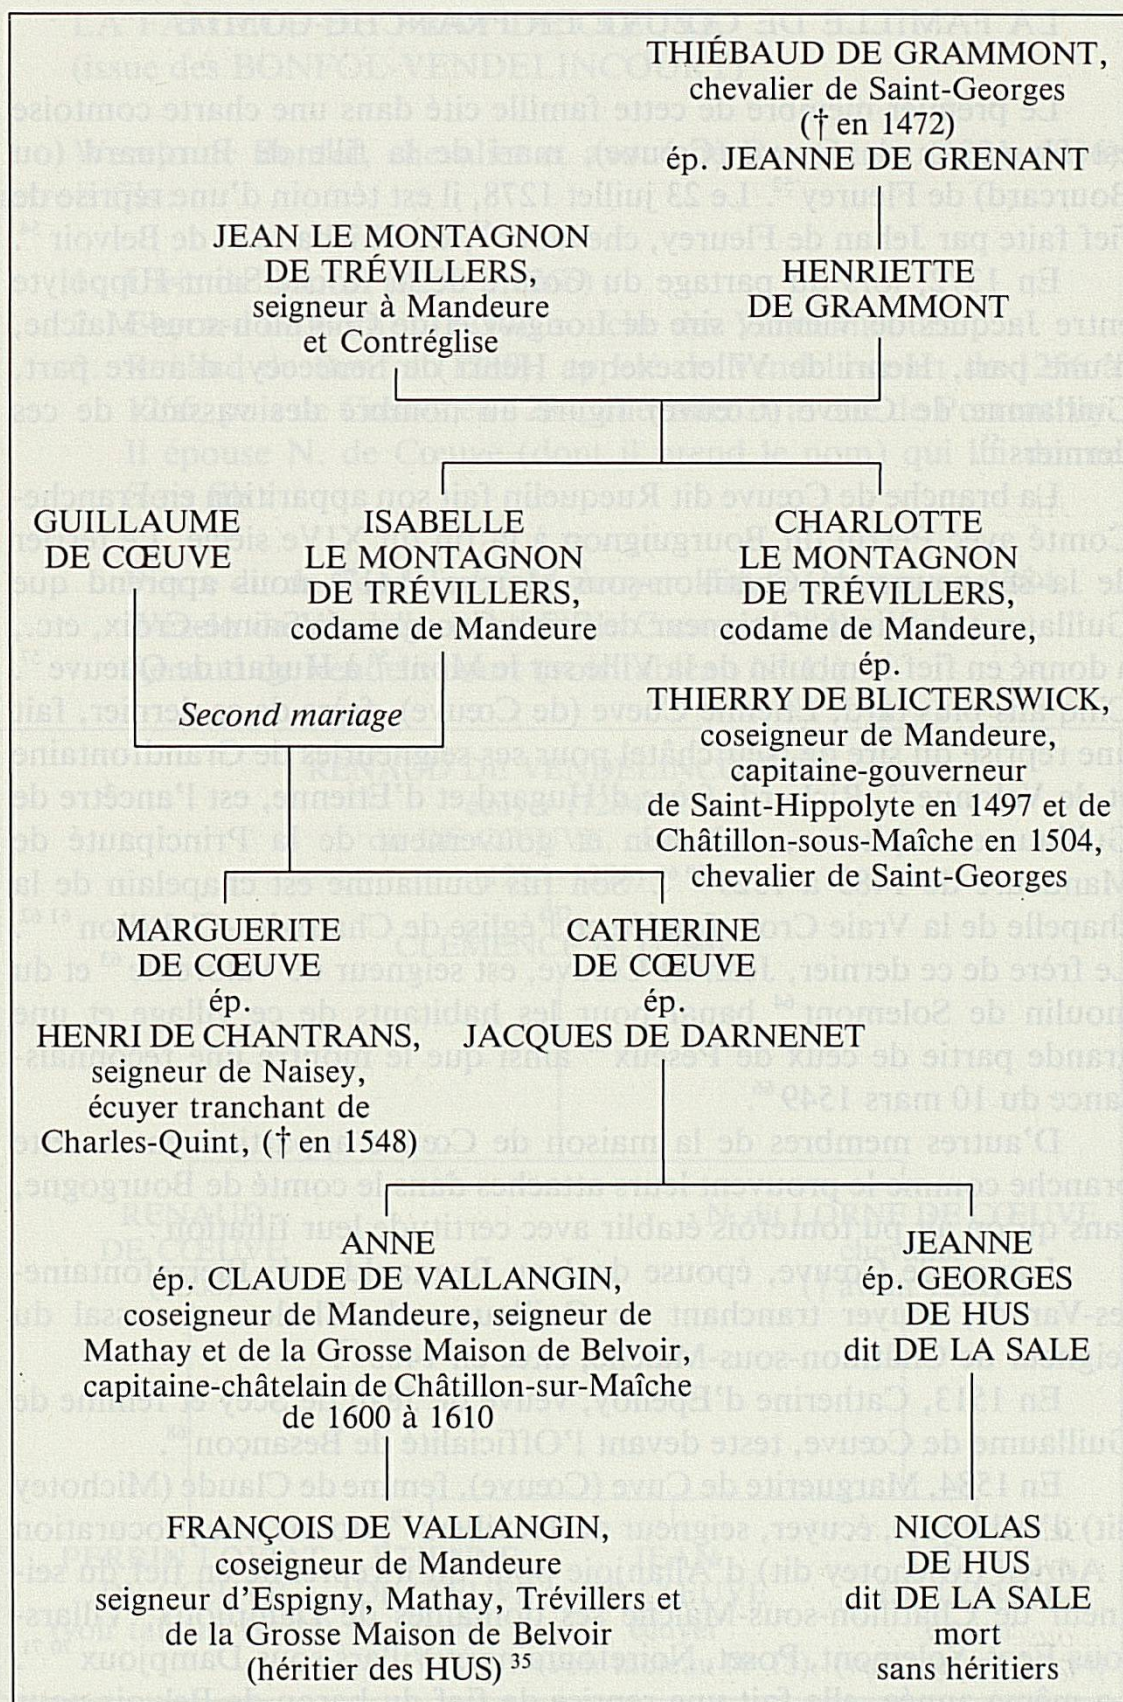 THIÉBAUD DE GRAMMONT,
chevalier de Saint-Georges
(† en 1472)
ép. JEANNE DE GRENANT
JEAN LE MONTAGNON
DE TRÉVILLERS,
seigneur à Mandeure
et Contréglise
HENRIETTE
DE GRAMMONT
GUILLAUME
DE CŒUVE
ISABELLE
LE MONTAGNON
DE TRÉVILLERS,
codame de Mandeure
CHARLOTTE
LE MONTAGNON
DE TRÉVILLERS,
codame de Mandeure,
ép.
THIERRY DE BLICTERSWICK,
coseigneur de Mandeure,
capitaine-gouverneur
de Saint-Hippolyte en 1497 et de
Châtillon-sous-Maîche en 1504,
chevalier de Saint-Georges
Second mariage
MARGUERITE
DE CŒUVE
ép.
HENRI DE CHANTRANS,
seigneur de Naisey,
écuyer tranchant de
Charles-Quint, († en 1548)
CATHERINE
DE CŒUVE
ép.
JACQUES DE DARNENET
ANNE
ép. CLAUDE DE VALLANGIN,
coseigneur de Mandeure, seigneur de
Mathay et de la Grosse Maison de Belvoir,
capitaine-châtelain de Châtillon-sur-Maîche
de 1600 à 1610
JEANNE
ép. GEORGES
DE HUS
dit DE LA SALE
FRANÇOIS DE VALLANGIN,
coseigneur de Mandeure
seigneur d'Espigny, Mathay, Trévillers et
de la Grosse Maison de Belvoir
(héritier des HUS) 35
NICOLAS
DE HUS
dit DE LA SALE
mort
sans héritiers